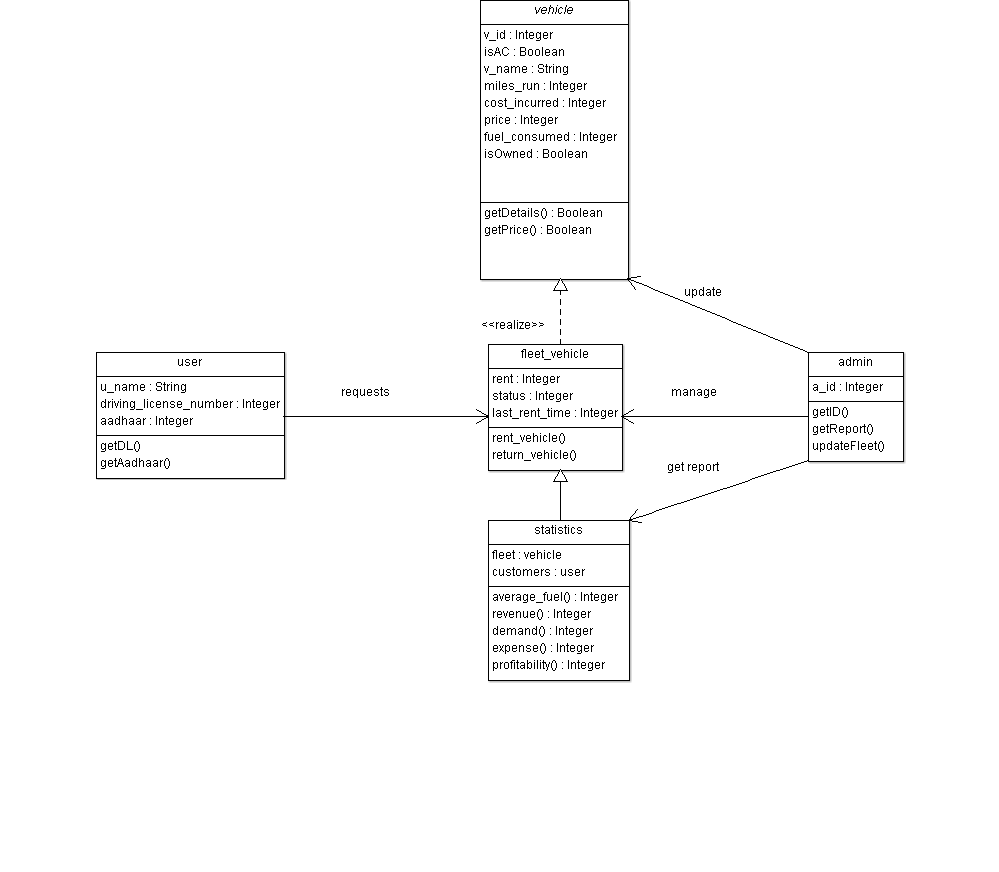 vehicle
v_id : Integer
isAC : Boolean
v_name : String
miles_run : Integer
cost_incurred : Integer
price : Integer
fuel_consumed : Integer
isOwned : Boolean
getDetails() : Boolean
getPrice() : Boolean
update
<<realize>>
user
u_name : String
driving_license_number : Integer
aadhaar : Integer
getDL()
getAadhaar()
requests
fleet_vehicle
rent : Integer
status : Integer
last_rent_time : Integer
rent_vehicle()
return_vehicle()
manage
admin
a_id : Integer
getID()
getReport()
updateFleet()
get report
statistics
fleet : vehicle
customers : user
average_fuel() : Integer
revenue() : Integer
demand() : Integer
expense() : Integer
profitability() : Integer